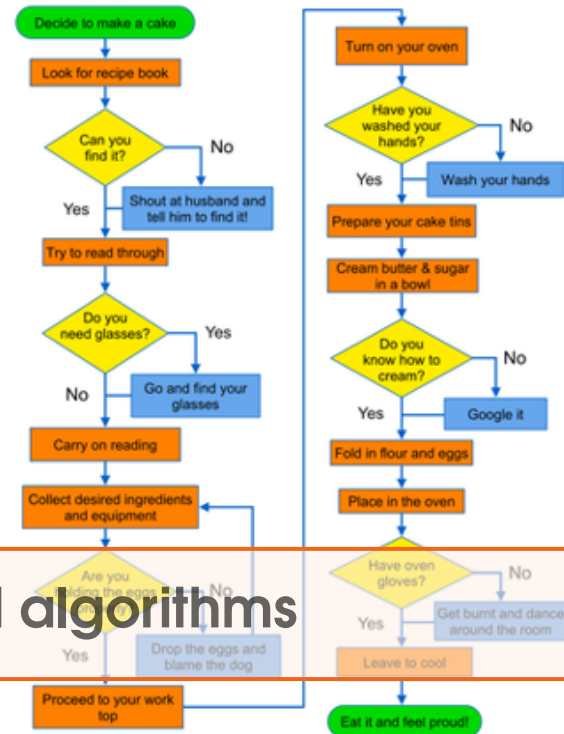 Decide to make a cake
Look for recipe book
Can you
find it?
No
Yes
Shout at husband and
tell him to find it!
Try to read through
Do you
need glasses?
Yes
No
Go and find your
glasses
Carry on reading
Collect desired ingredients
and equipment
Are you
holding the eggs
No
Yes
Drop the eggs and
blame the dog
Proceed to your work
top
Turn on your oven
Have you
washed your
hands?
No
Yes
Wash your hands
Prepare your cake tins
Cream butter & sugar
in a bowl
Do you
know how to
cream?
No
Yes
Google it
Fold in flour and eggs
Place in the oven
Have oven
gloves?
No
Yes
Get burnt and dance
around the room
Leave to cool
Eat it and feel proud!
algorithms